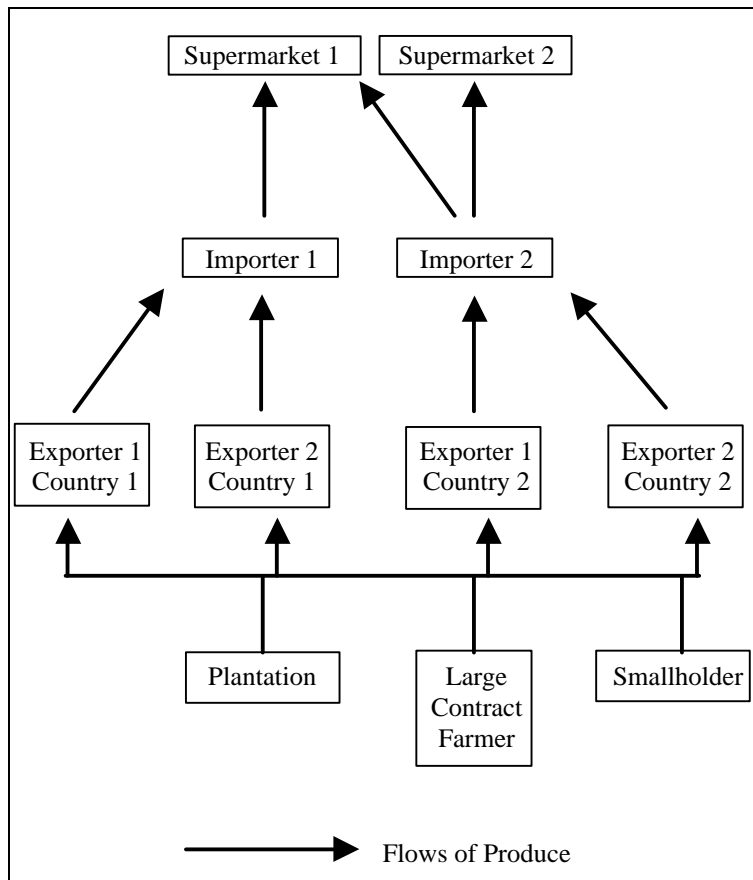 Supermarket 1
Supermarket 2
Importer 1
Importer 2
Exporter 1
Country 1
Exporter 2
Country 1
Exporter 1
Country 2
Exporter 2
Country 2
Plantation
Large
Contract
Farmer
Smallholder
Flows of Produce